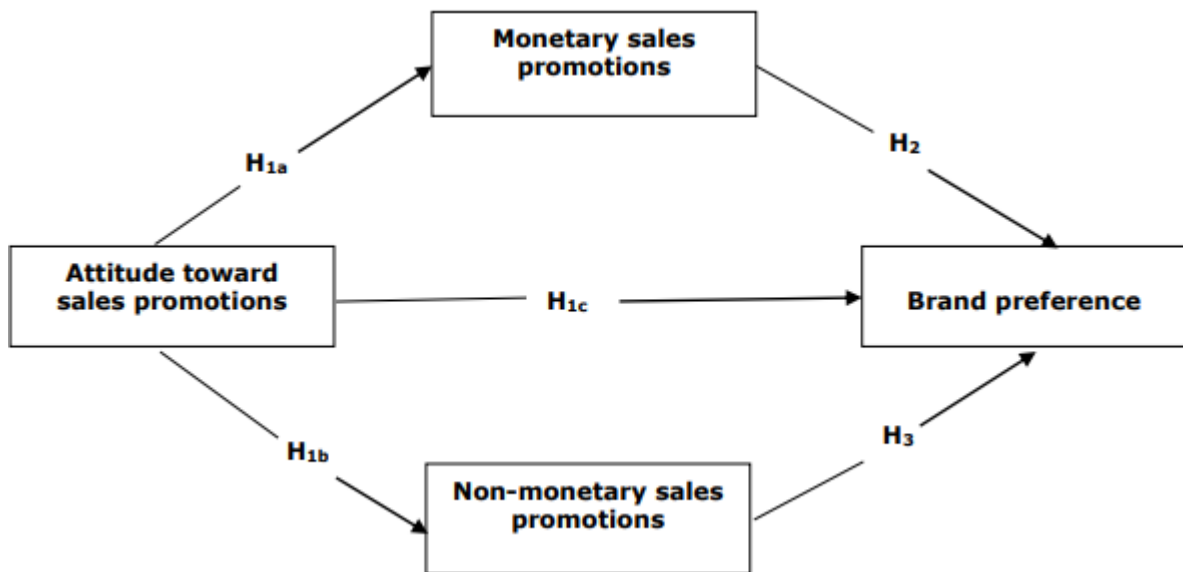 Monetary sales
promotions
H1a
H2
Attitude toward
sales promotions
H1c
Brand preference
H1b
H3
Non-monetary sales
promotions